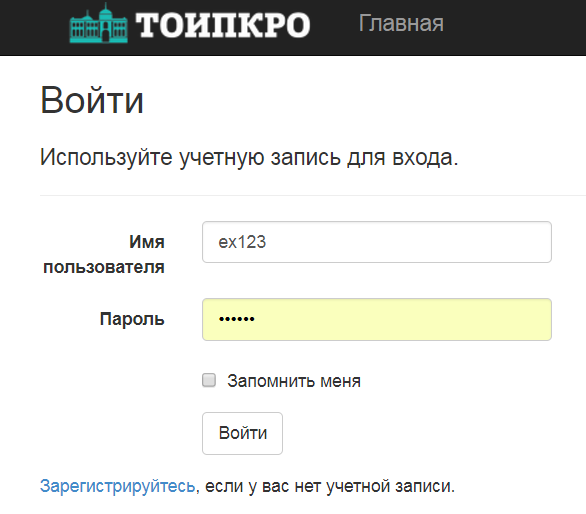 ТОИПКРО Главная
Войти
Используйте учетную запись для входа.
Имя
пользователя
ex123
Пароль
••••••
Запомнить меня
Войти
Зарегистрируйтесь, если у вас нет учетной записи.